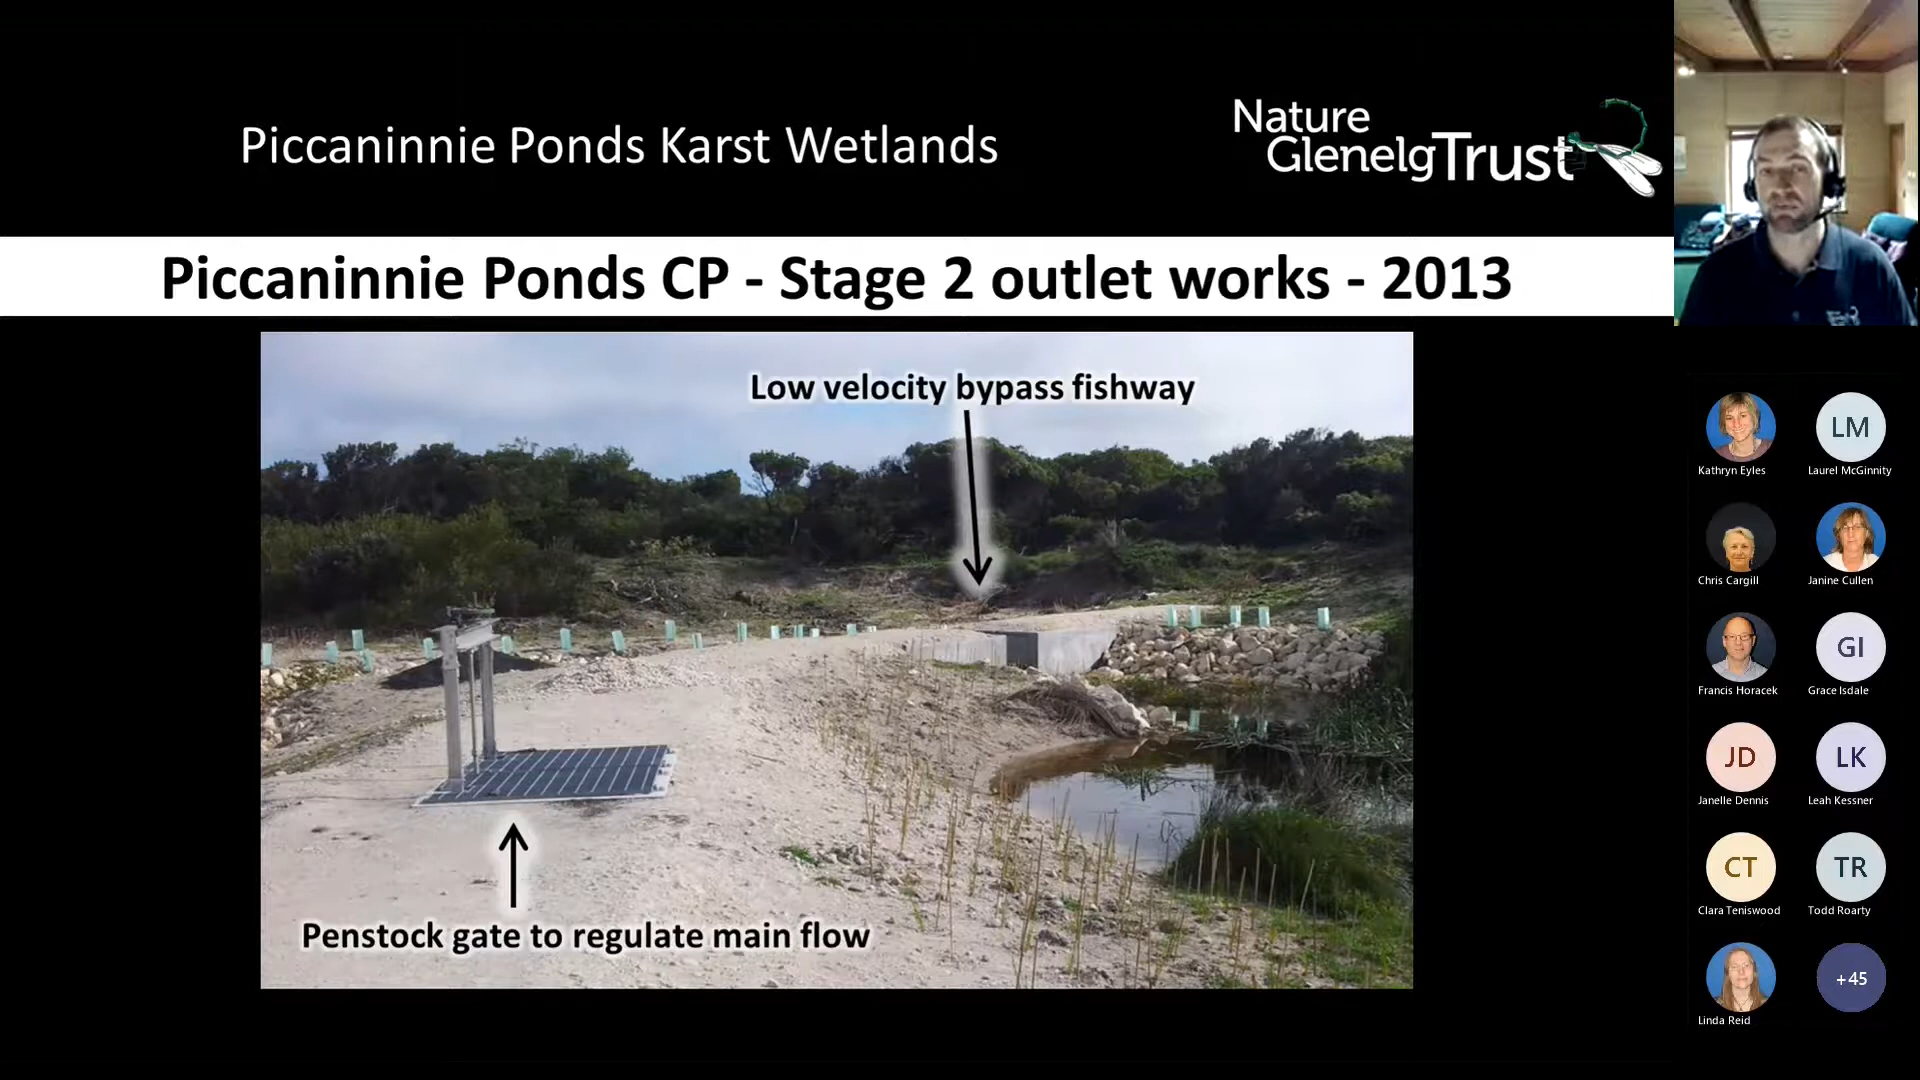 Piccaninnie Ponds Karst Wetlands
Nature
Glenelg Trust
Piccaninnie Ponds CP - Stage 2 outlet works - 2013
Low velocity bypass fishway
Penstock gate to regulate main flow
Kathryn Eyles
LM
Laurel McGinnity
Chris Cargill
Janine Cullen
Francis Horacek
GI
Grace Isdale
JD
Janelle Dennis
LK
Leah Kessner
CT
Clara Teniswood
TR
Todd Roarty
Linda Reid
+45